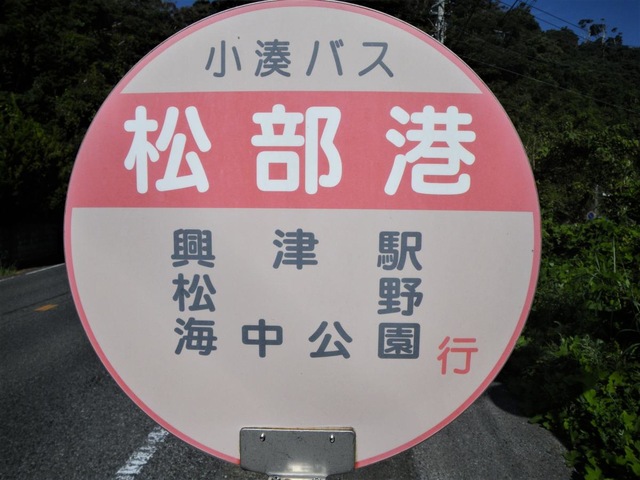 小湊バス
松部港
興津駅
松野
海中公園行